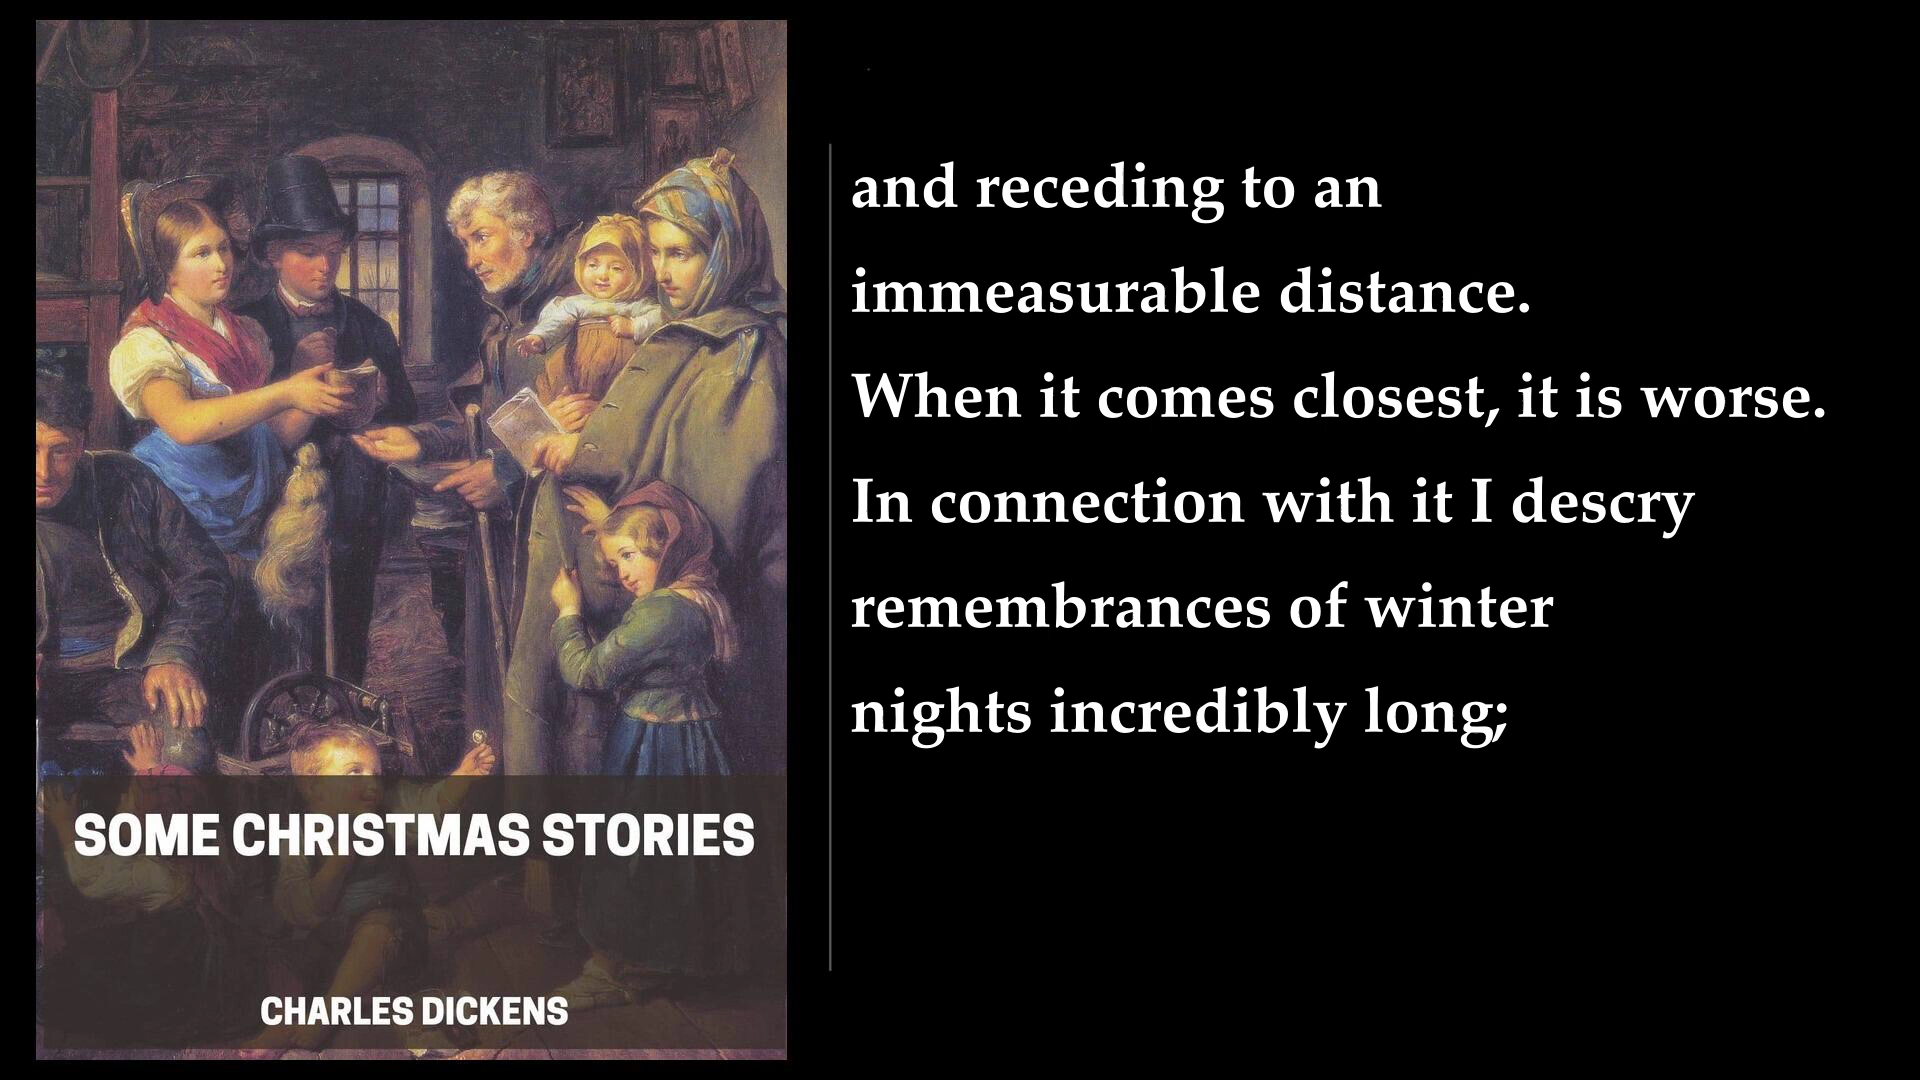 SOME CHRISTMAS STORIES
CHARLES DICKENS
and receding to an
immeasurable distance.
When it comes closest, it is worse.
In connection with it I descry
remembrances of winter
nights incredibly long;